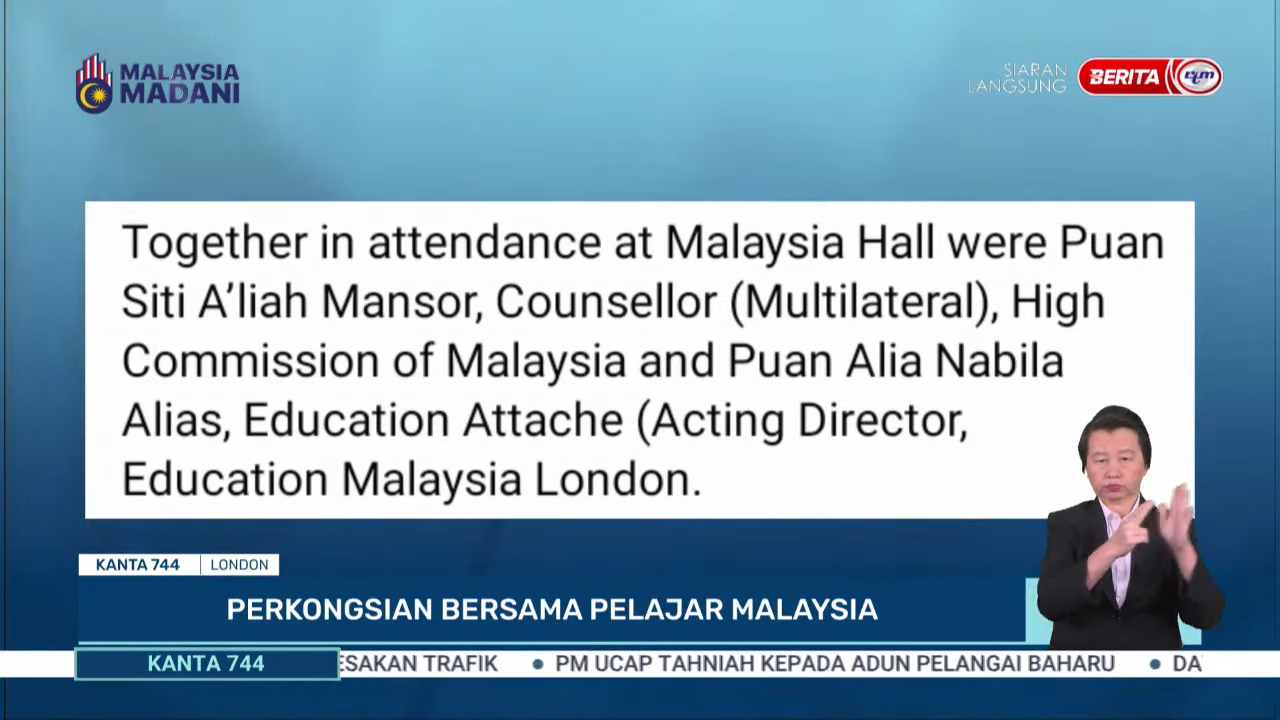 MALAYSIA
MADANI
SIARAN
LANGSUNG
BERITA rtm
Together in attendance at Malaysia Hall were Puan
Siti A’liah Mansor, Counsellor (Multilateral), High
Commission of Malaysia and Puan Alia Nabila
Alias, Education Attache (Acting Director,
Education Malaysia London.
KANTA 744 LONDON
PERKONGSIAN BERSAMA PELAJAR MALAYSIA
KANTA 744 ESAKAN TRAFIK • PM UCAP TAHNIAH KEPADA ADUN PELANGAI BAHARU • DA